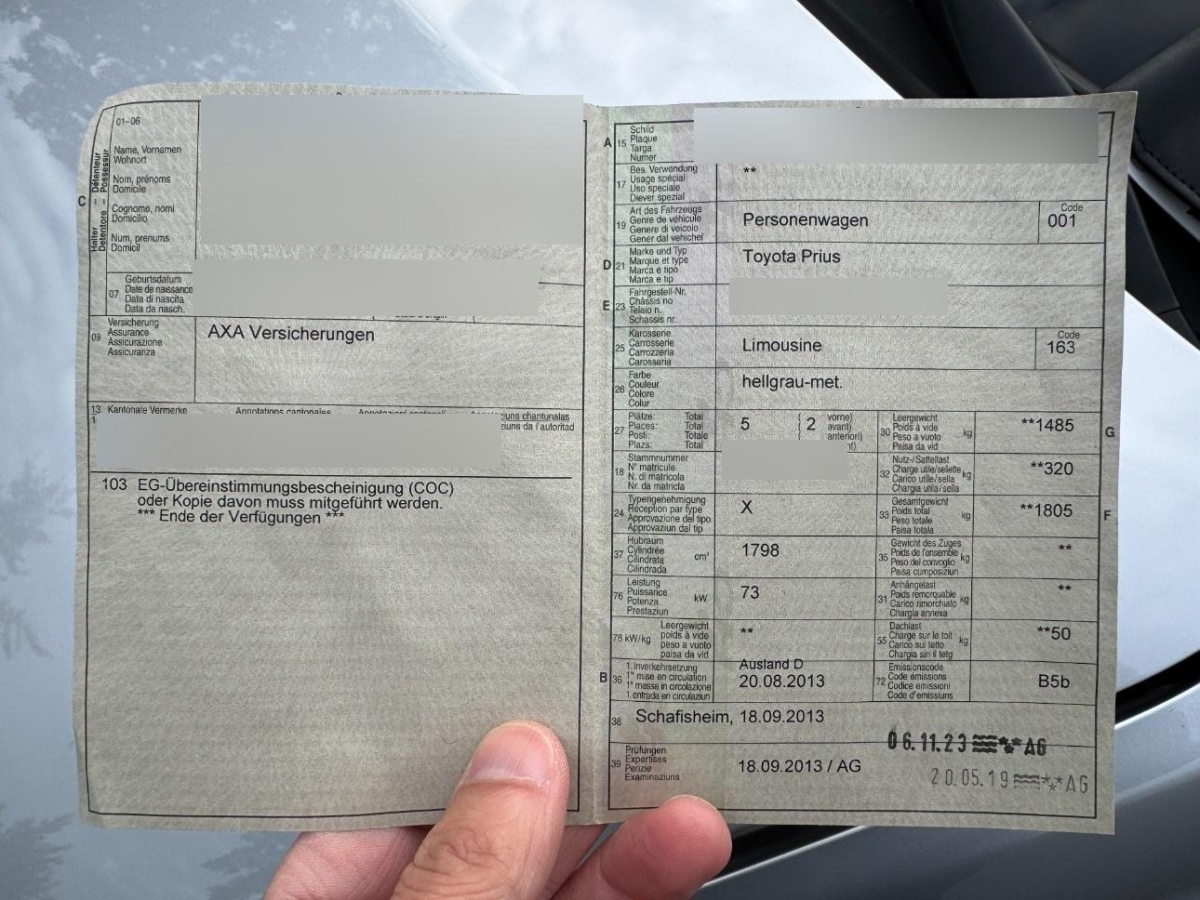 01-06
C
Halter – Détenteur
Detentore – Possessur
Name, Vornamen
Wohnort
Nom, prénoms
Domicile
Cognome, nomi
Domicilio
Num, prenums
Domicil
07
Geburtsdatum
Date de naissance
Data di nascita
Data da nasch.
09
Versicherung
Assurance
Assicurazione
Assicuranza
AXA Versicherungen
13 Kantonale Vermerke Annotations cantonales Annotazioni
ziuns da l'autoritad
103 EG-Übereinstimmungsbescheinigung (COC)
oder Kopie davon muss mitgeführt werden.
*** Ende der Verfügungen ***
A 15
Schild
Plaque
Targa
Numer
17
Bes. Verwendung
Usage spécial
Uso speciale
Diever spezial
**
19
Art des Fahrzeugs
Genre de véhicule
Genere di veicolo
Gener dal vehichel
Personenwagen
Code
001
D 21
Marke und Typ
Marque et type
Marca e tipo
Marca e tip
Toyota Prius
E 23
Fahrgestell-Nr.
Châssis no
Telaio n.
Schassis nr.
25
Karosserie
Carrosserie
Carrozzeria
Carossaria
Limousine
Code
163
26
Farbe
Couleur
Colore
Colur
hellgrau-met.
27
Plätze: Total
Places: Total
Posti: Totale
Plazs: Total
5 ( 2 vorne)
avant)
anteriori)
30
Leergewicht
Poids à vide
Peso a vuoto
Paisa da vid
kg
**1485
G
18
Stammnummer
N° matricule
N. di matricola
Nr. da matricla
32
Nutz-/Sattellast
Charge utile/sellette
Carico utile/sella
Chargia utila/sella
kg
**320
24
Typengenehmigung
Réception par type
Approvazione del tipo
Approvaziun dal tip
X
33
Gesamtgewicht
Poids total
Peso totale
Paisa totala
kg
**1805
F
37
Hubraum
Cylindrée
Cilindrata
Cilindrada
cm³
1798
35
Gewicht des Zuges
Poids de l'ensemble
Peso del convoglio
Paisa cumposiziun
kg
**
76
Leistung
Puissance
Potenza
Prestaziun
kW
73
31
Anhängelast
Poids remorquable
Carico rimorchiato
Chargia annexa
kg
**
78 kW/kg
Leergewicht
poids à vide
peso a vuoto
paisa da vid
**
55
Dachlast
Charge sur le toit
Carico sul tetto
Chargia sin il tetg
kg
**50
B 36
1. Inverkehrsetzung
1re mise en circulation
1a messa in circolazione
1. entrada en circulaziun
Ausland D
20.08.2013
72
Emissionscode
Code émissions
Codice emissioni
Code d'emissiuns
B5b
38
Schafisheim, 18.09.2013
39
Prüfungen
Expertises
Perizie
Examinaziuns
18.09.2013 / AG
06.11.23 AG
20.05.19 AG